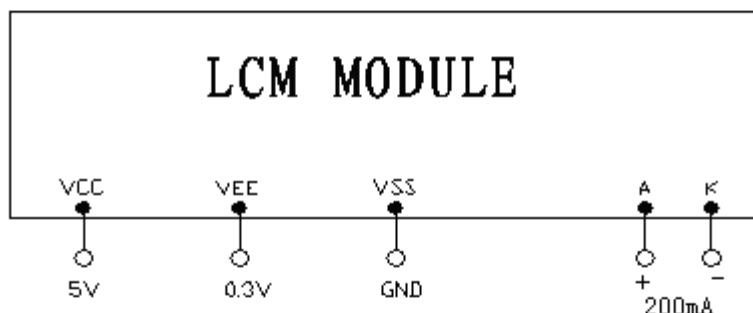 LCM MODULE
VCC VEE VSS A K
5V 0.3V GND + -
200mA